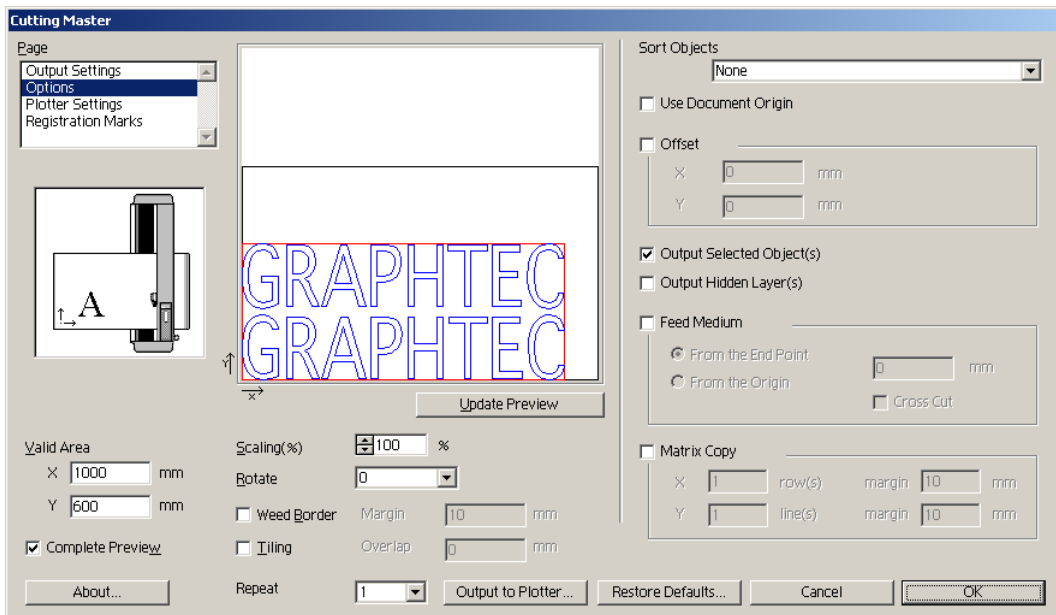 Cutting Master
Page
Output Settings
Options
Plotter Settings
Registration Marks
A
GRAPHTEC
GRAPHTEC
Y
X
Update Preview
Valid Area
X 1000 mm
Y 600 mm
Complete Preview
About...
Scaling(%) 100 %
Rotate 0
Weed Border Margin 10 mm
Tiling Overlap 0 mm
Repeat 1
Output to Plotter...
Restore Defaults...
Cancel
OK
Sort Objects
None
Use Document Origin
Offset
X 0 mm
Y 0 mm
Output Selected Object(s)
Output Hidden Layer(s)
Feed Medium
From the End Point
From the Origin
0 mm
Cross Cut
Matrix Copy
X 1 row(s) margin 10 mm
Y 1 line(s) margin 10 mm